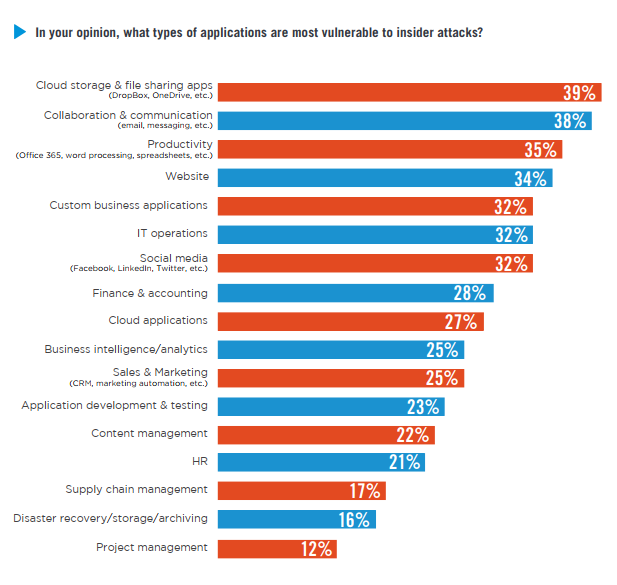 In your opinion, what types of applications are most vulnerable to insider attacks?
Cloud storage & file sharing apps
(DropBox, OneDrive, etc.)
39%
Collaboration & communication
(email, messaging, etc.)
38%
Productivity
(Office 365, word processing, spreadsheets, etc.)
35%
Website
34%
Custom business applications
32%
IT operations
32%
Social media
(Facebook, LinkedIn, Twitter, etc.)
32%
Finance & accounting
28%
Cloud applications
27%
Business intelligence/analytics
25%
Sales & Marketing
(CRM, marketing automation, etc.)
25%
Application development & testing
23%
Content management
22%
HR
21%
Supply chain management
17%
Disaster recovery/storage/archiving
16%
Project management
12%